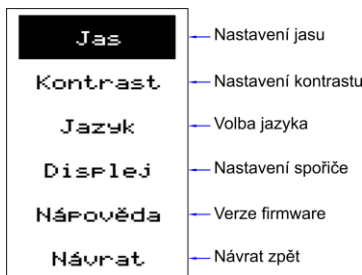 Jas Nastavení jasu
Kontrast Nastavení kontrastu
Jazyk Volba jazyka
Displej Nastavení spořiče
Nápověda Verze firmware
Návrat Návrat zpět